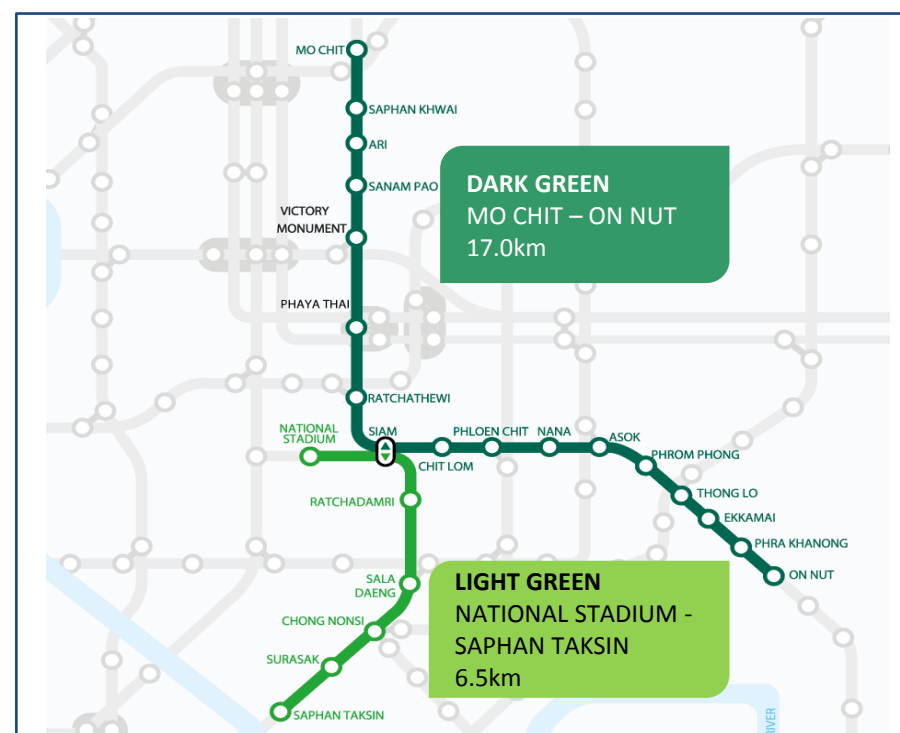 MO CHIT
SAPHAN KHWAI
ARI
SANAM PAO
DARK GREEN
MO CHIT – ON NUT
17.0km
VICTORY
MONUMENT
PHAYA THAI
RATCHATHEWI
NATIONAL
STADIUM
SIAM
CHIT LOM
PHLOEN CHIT
NANA
ASOK
PHROM PHONG
THONG LO
EKKAMAI
PHRA KHANONG
ON NUT
RATCHADAMRI
SALA
DAENG
CHONG NONSI
SURASAK
SAPHAN TAKSIN
LIGHT GREEN
NATIONAL STADIUM -
SAPHAN TAKSIN
6.5km
RIVER